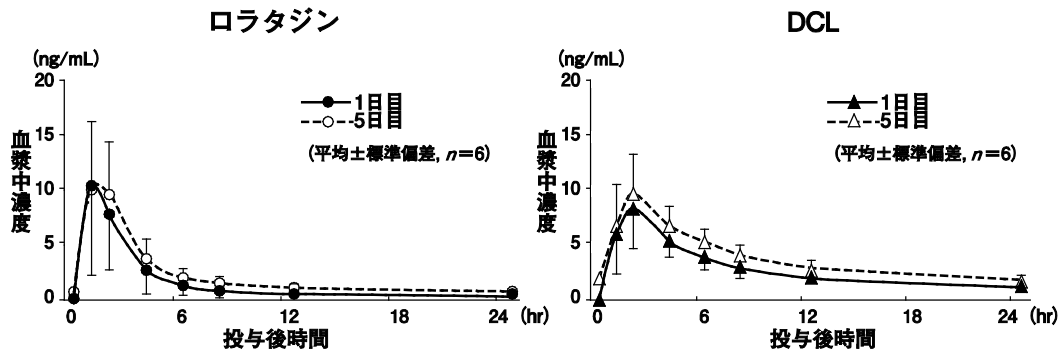 ロラタジン
(ng/mL)
20
15
10
5
0
血漿中濃度
1日目
5日目
(平均±標準偏差, n=6)
0 6 12 18 24 (hr)
投与後時間
DCL
(ng/mL)
20
15
10
5
0
血漿中濃度
1日目
5日目
(平均±標準偏差, n=6)
0 6 12 18 24 (hr)
投与後時間